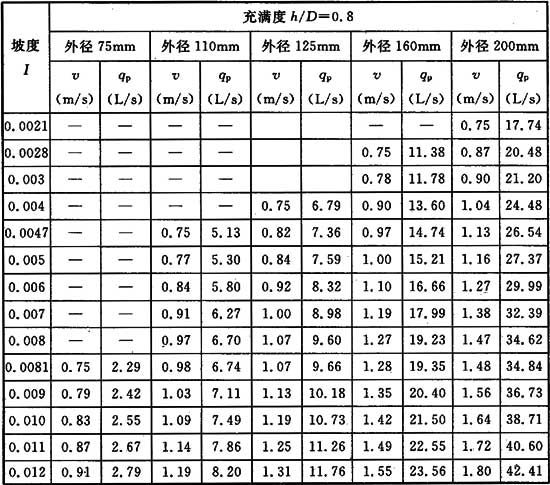 充满度 h/D=0.8
坡度 I 外径 75mm 外径 110mm 外径 125mm 外径 160mm 外径 200mm
v qp v qp v qp v qp v qp
(m/s) (L/s) (m/s) (L/s) (m/s) (L/s) (m/s) (L/s) (m/s) (L/s)
0.0021 — — — — — — 0.75 17.74
0.0028 — — — — 0.75 11.38 0.87 20.48
0.003 — — — — 0.78 11.78 0.90 21.20
0.004 — — — — 0.75 6.79 0.90 13.60 1.04 24.48
0.0047 — — 0.75 5.13 0.82 7.36 0.97 14.74 1.13 26.54
0.005 — — 0.77 5.30 0.84 7.59 1.00 15.21 1.16 27.37
0.006 — — 0.84 5.80 0.92 8.32 1.10 16.66 1.27 29.99
0.007 — — 0.91 6.27 1.00 8.98 1.19 17.99 1.38 32.39
0.008 — — 0.97 6.70 1.07 9.60 1.27 19.23 1.47 34.62
0.0081 0.75 2.29 0.98 6.74 1.07 9.66 1.28 19.35 1.48 34.84
0.009 0.79 2.42 1.03 7.11 1.13 10.18 1.35 20.40 1.56 36.73
0.010 0.83 2.55 1.09 7.49 1.19 10.73 1.42 21.50 1.64 38.71
0.011 0.87 2.67 1.14 7.86 1.25 11.26 1.49 22.55 1.72 40.60
0.012 0.91 2.79 1.19 8.20 1.31 11.76 1.55 23.56 1.80 42.41